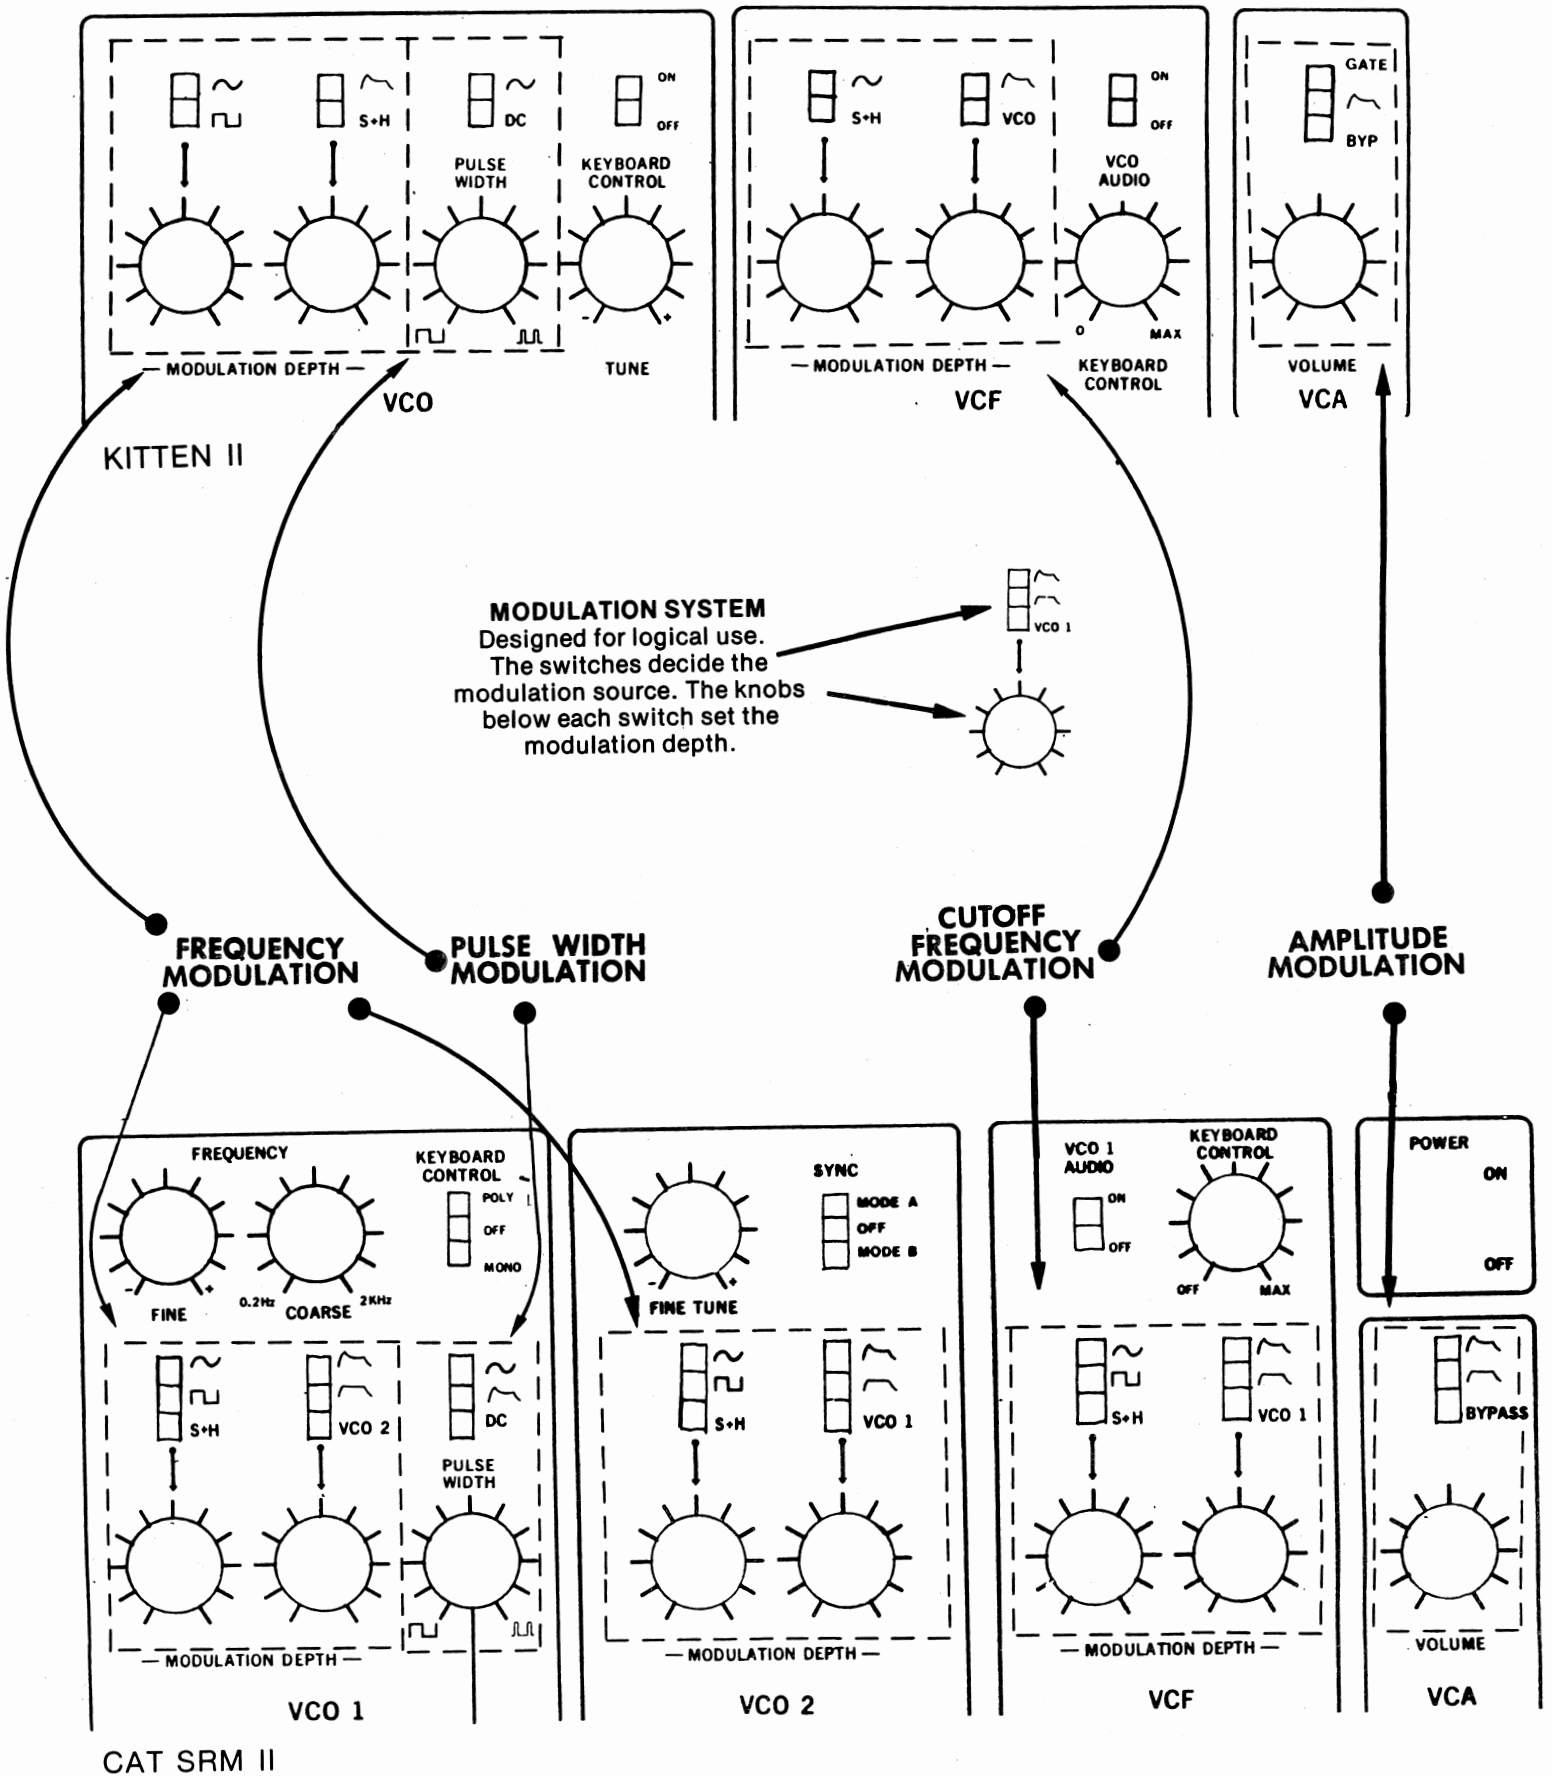 S+H
DC
PULSE
WIDTH
ON
OFF
KEYBOARD
CONTROL
- +
— MODULATION DEPTH —
TUNE
VCO
S+H
VCO
ON
OFF
VCO
AUDIO
0 MAX
— MODULATION DEPTH —
KEYBOARD
CONTROL
VCF
GATE
BYP
VOLUME
VCA
KITTEN II
MODULATION SYSTEM
Designed for logical use.
The switches decide the
modulation source. The knobs
below each switch set the
modulation depth.
VCO 1
FREQUENCY
MODULATION
PULSE WIDTH
MODULATION
CUTOFF
FREQUENCY
MODULATION
AMPLITUDE
MODULATION
FREQUENCY
- +
FINE
0.2Hz 2KHz
COARSE
KEYBOARD
CONTROL
POLY
OFF
MONO
S+H
VCO 2
DC
PULSE
WIDTH
— MODULATION DEPTH —
VCO 1
- +
FINE TUNE
SYNC
MODE A
OFF
MODE B
S+H
VCO 1
— MODULATION DEPTH —
VCO 2
VCO 1
AUDIO
ON
OFF
KEYBOARD
CONTROL
OFF MAX
S+H
VCO 1
— MODULATION DEPTH —
VCF
POWER
ON
OFF
BYPASS
VOLUME
VCA
CAT SRM II